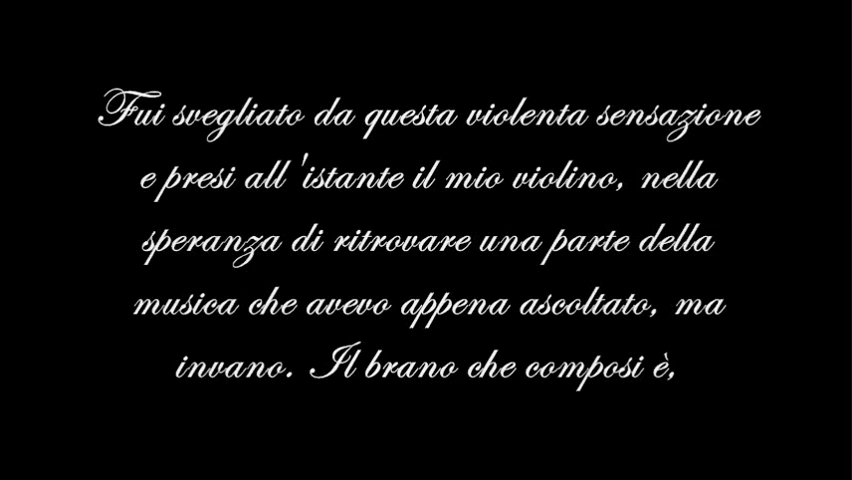 Fui svegliato da questa violenta sensazione
e presi all 'istante il mio violino, nella
speranza di ritrovare una parte della
musica che avevo appena ascoltato, ma
invano. Il brano che composi è,